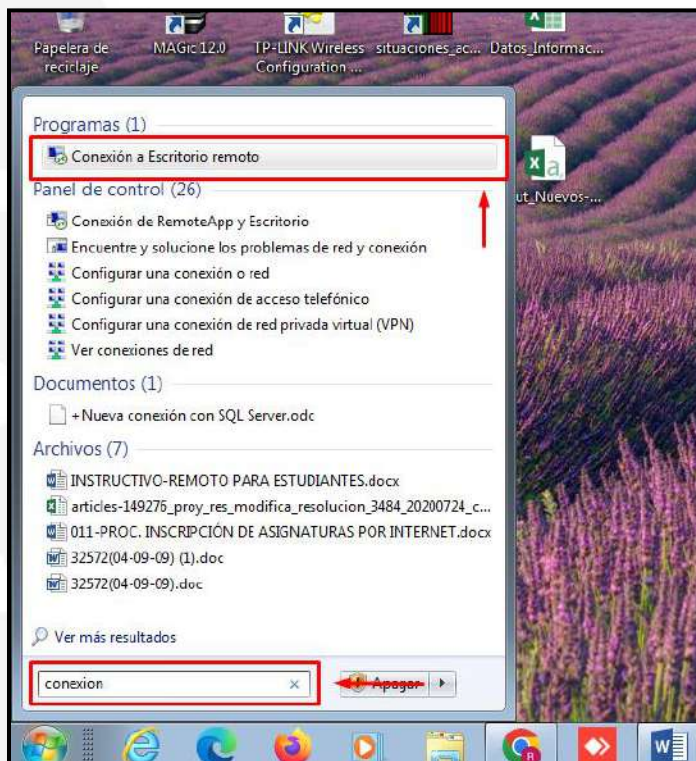 Papelera de
reciclaje
MAGic 12.0
TP-LINK Wireless
Configuration ...
situaciones_ac...
Datos_Informac...
ut_Nuevos-...
Programas (1)
Conexión a Escritorio remoto
Panel de control (26)
Conexión de RemoteApp y Escritorio
Encuentre y solucione los problemas de red y conexión
Configurar una conexión o red
Configurar una conexión de acceso telefónico
Configurar una conexión de red privada virtual (VPN)
Ver conexiones de red
Documentos (1)
+Nueva conexión con SQL Server.odc
Archivos (7)
INSTRUCTIVO-REMOTO PARA ESTUDIANTES.docx
articles-149276_proy_res_modifica_resolucion_3484_20200724_c...
011-PROC. INSCRIPCIÓN DE ASIGNATURAS POR INTERNET.docx
32572(04-09-09) (1).doc
32572(04-09-09).doc
Ver más resultados
conexion
Apagar